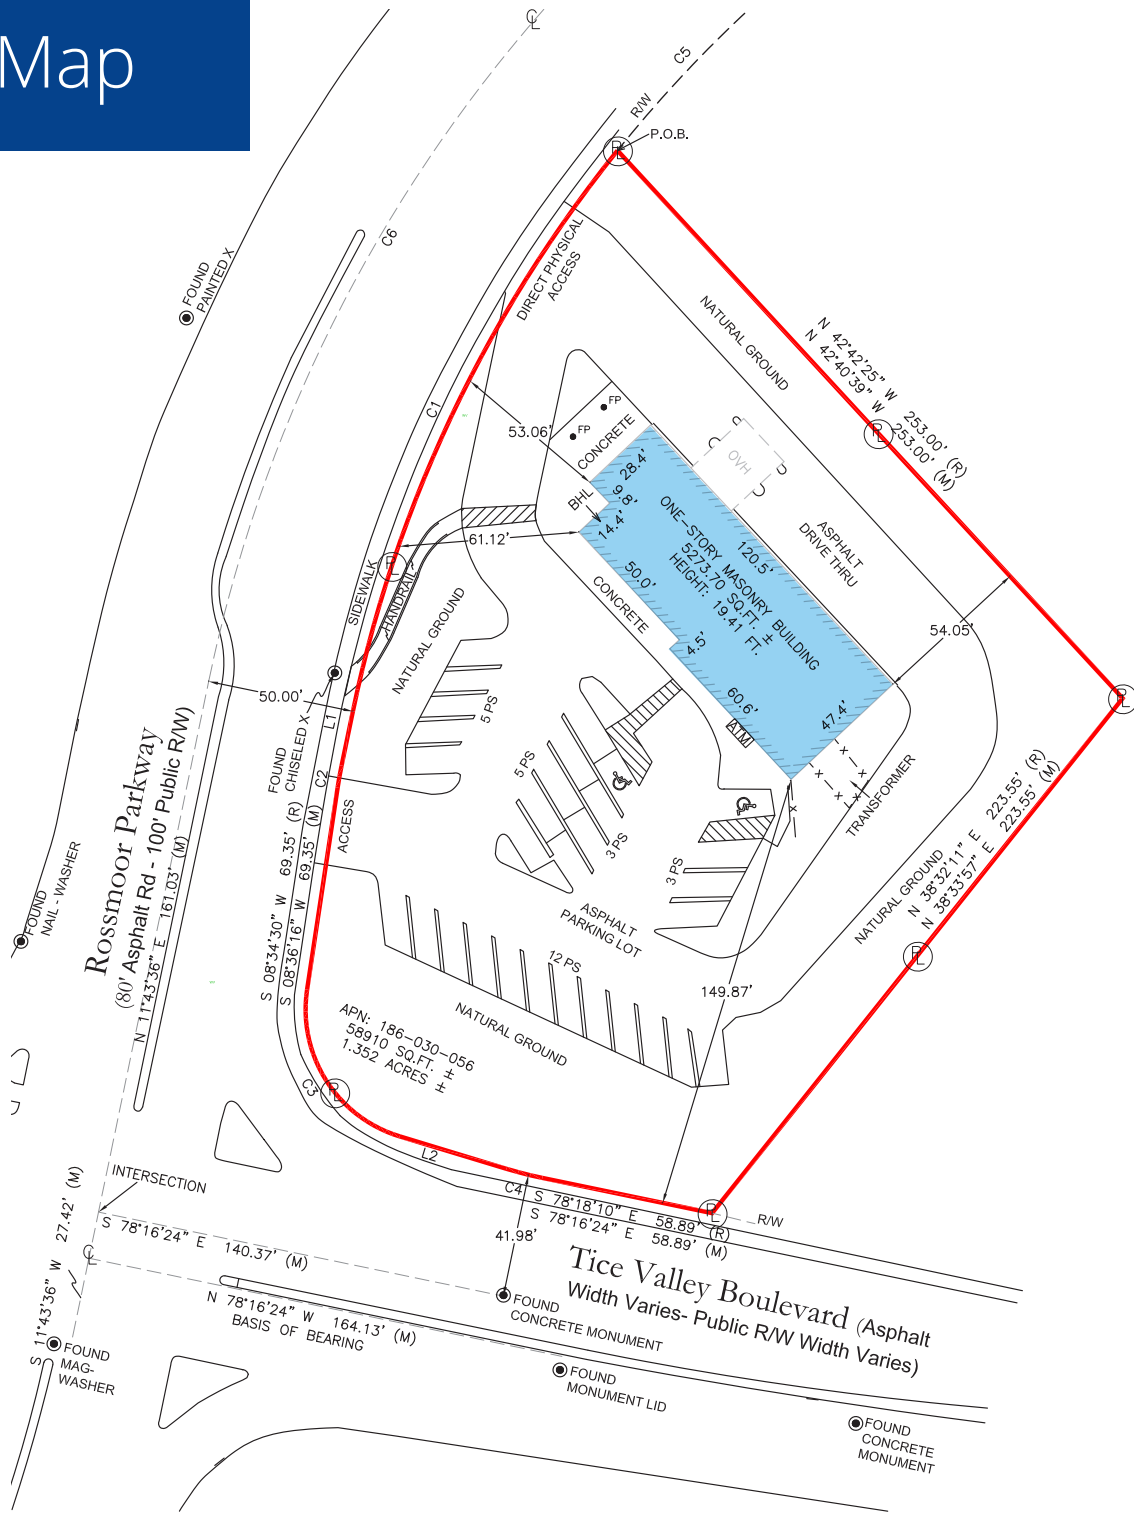 Map
C5
R/W
P.O.B.
C6
FOUND
PAINTED X
DIRECT PHYSICAL
ACCESS
NATURAL GROUND
N 42°42'25" W 253.00' (R)
N 42°40'39" W 253.00' (M)
C1
53.06'
FP
FP
CONCRETE
OVH
28.4'
9.8'
BHL
14.4'
ONE-STORY MASONRY BUILDING
5273.70 SQ.FT. ±
HEIGHT: 19.41 FT.
120.5'
ASPHALT
DRIVE THRU
61.12'
50.0'
CONCRETE
4.5'
60.6'
47.4'
54.05'
SIDEWALK
HANDRAIL
NATURAL GROUND
50.00'
L1
5 PS
FOUND
CHISELED X
C2
ATM
5 PS
3 PS
3 PS
TRANSFORMER
x
x
x
x
x
x
x
N 38°32'11" E 223.55' (R)
N 38°33'57" E 223.55' (M)
NATURAL GROUND
Rossmoor Parkway
(80' Asphalt Rd - 100' Public R/W)
N 11°43'36" E 161.03' (M)
ACCESS
S 08°34'30" W 69.35' (R)
S 08°36'16" W 69.35' (M)
FOUND
NAIL - WASHER
ASPHALT
PARKING LOT
12 PS
149.87'
NATURAL GROUND
APN: 186-030-056
58910 SQ.FT. ±
1.352 ACRES ±
C3
L2
C4
S 78°18'10" E 58.89' (R)
S 78°16'24" E 58.89' (M)
R/W
INTERSECTION
S 78°16'24" E 140.37' (M)
S 11°43'36" W 27.42' (M)
41.98'
N 78°16'24" W 164.13' (M)
BASIS OF BEARING
Tice Valley Boulevard (Asphalt
Width Varies- Public R/W Width Varies)
FOUND
CONCRETE MONUMENT
FOUND
MAG-
WASHER
FOUND
MONUMENT LID
FOUND
CONCRETE
MONUMENT